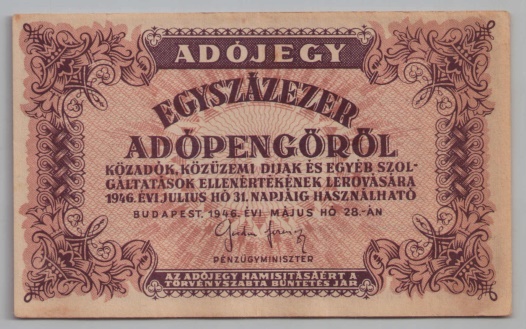 ADÓJEGY
EGYSZÁZEZER
ADÓPENGŐRŐL
KÖZADÓK, KÖZÜZEMI DIJAK ÉS EGYÉB SZOL-
GÁLTATÁSOK ELLENÉRTÉKÉNEK LEROVÁSÁRA
1946. ÉVI JULIUS HÓ 31. NAPJÁIG HASZNÁLHATÓ
BUDAPEST, 1946. ÉVI MÁJUS HÓ 28.-ÁN
PÉNZÜGYMINISZTER
AZ ADÓJEGY HAMISITÁSÁÉRT A
TÖRVÉNYSZABTA BÜNTETÉS JÁR